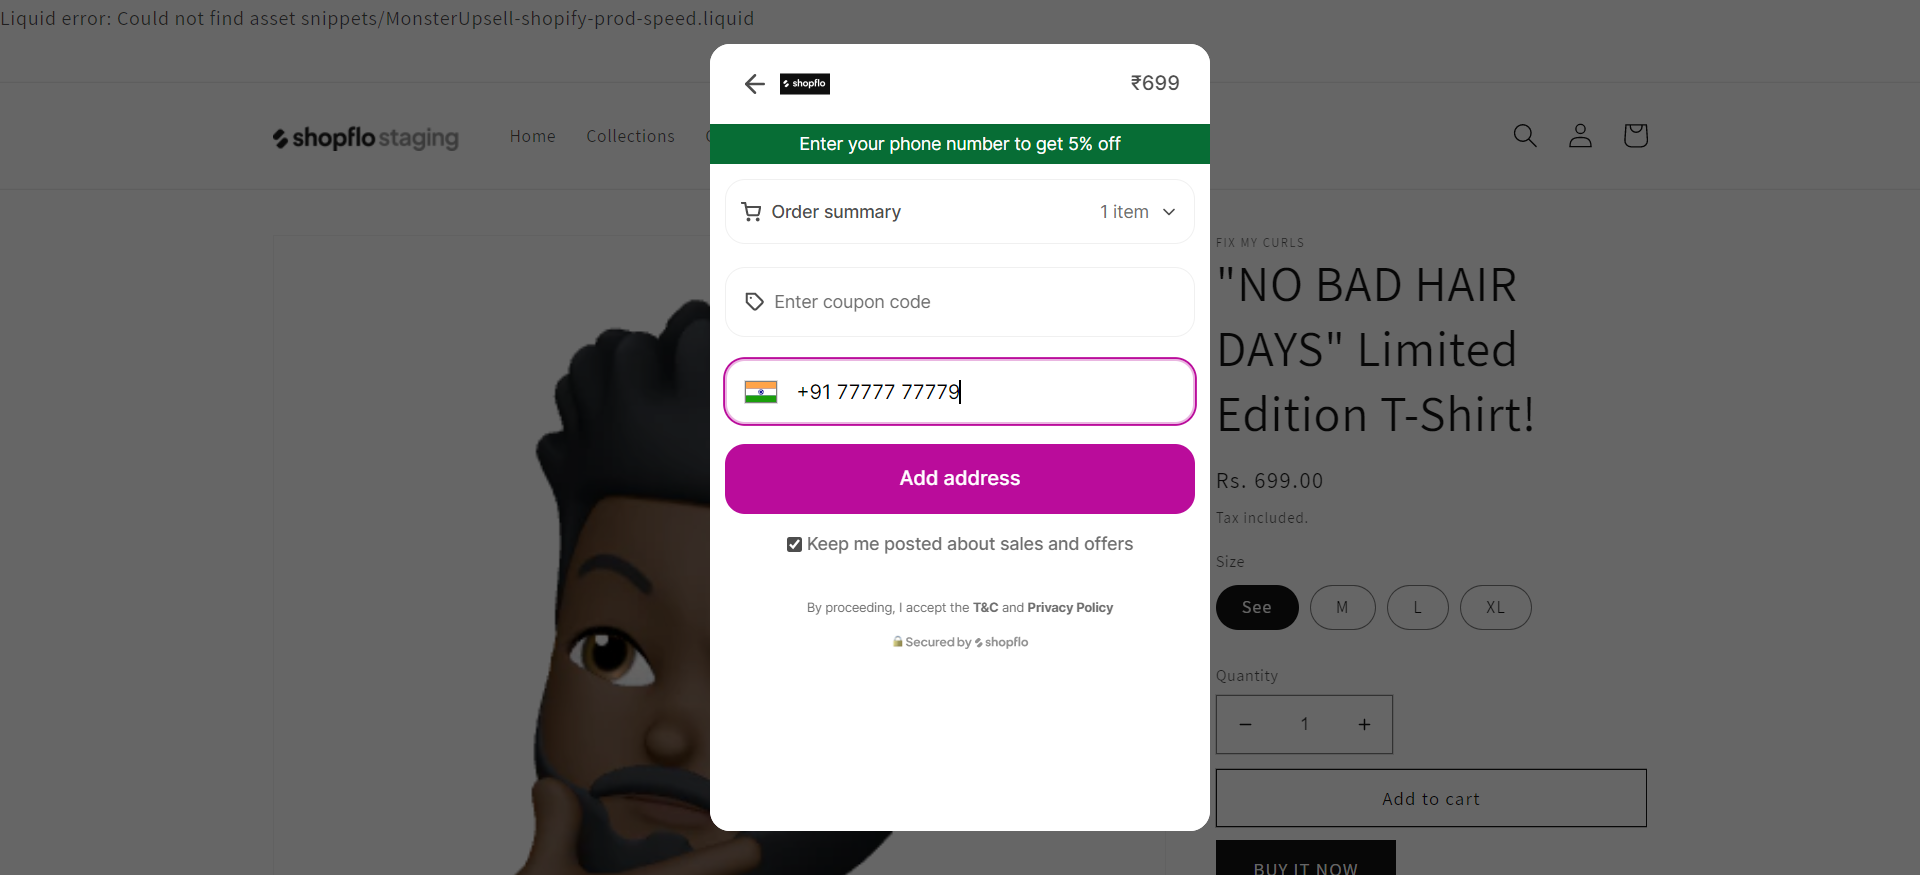 Liquid error: Could not find asset snippets/MonsterUpsell-shopify-prod-speed.liquid
shopflo staging
Home
Collections
shopflo
₹699
Enter your phone number to get 5% off
Order summary
1 item
Enter coupon code
+91 77777 77779
Add address
Keep me posted about sales and offers
By proceeding, I accept the T&C and Privacy Policy
Secured by shopflo
FIX MY CURLS
"NO BAD HAIR
DAYS" Limited
Edition T-Shirt!
Rs. 699.00
Tax included.
Size
See
M
L
XL
Quantity
1
Add to cart
BUY IT NOW